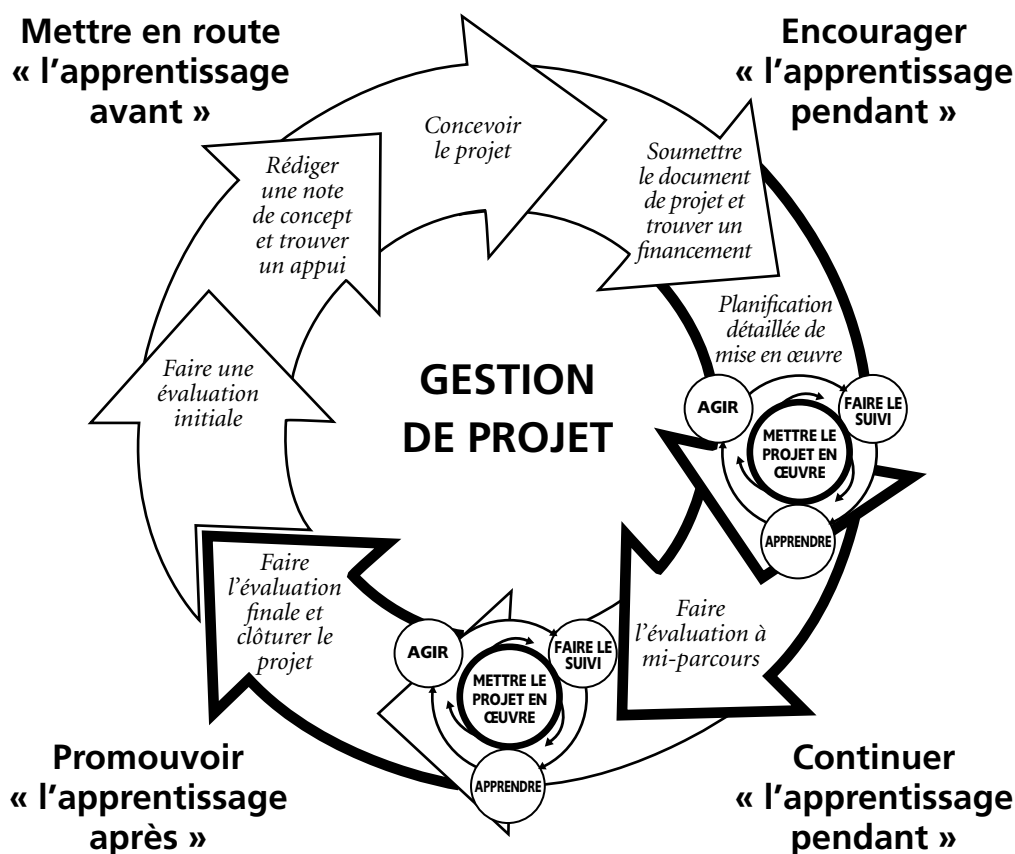 Mettre en route
« l’apprentissage
avant »
Encourager
« l’apprentissage
pendant »
Concevoir
le projet
Rédiger
une note
de concept
et trouver
un appui
Soumettre
le document
de projet et
trouver un
financement
Planification
détaillée de
mise en œuvre
Faire une
évaluation
initiale
GESTION
DE PROJET
AGIR
FAIRE LE
SUIVI
METTRE LE
PROJET EN
ŒUVRE
APPRENDRE
Faire
l’évaluation
finale et
clôturer le
projet
Faire
l’évaluation à
mi-parcours
AGIR
FAIRE LE
SUIVI
METTRE LE
PROJET EN
ŒUVRE
APPRENDRE
Promouvoir
« l’apprentissage
après »
Continuer
« l’apprentissage
pendant »